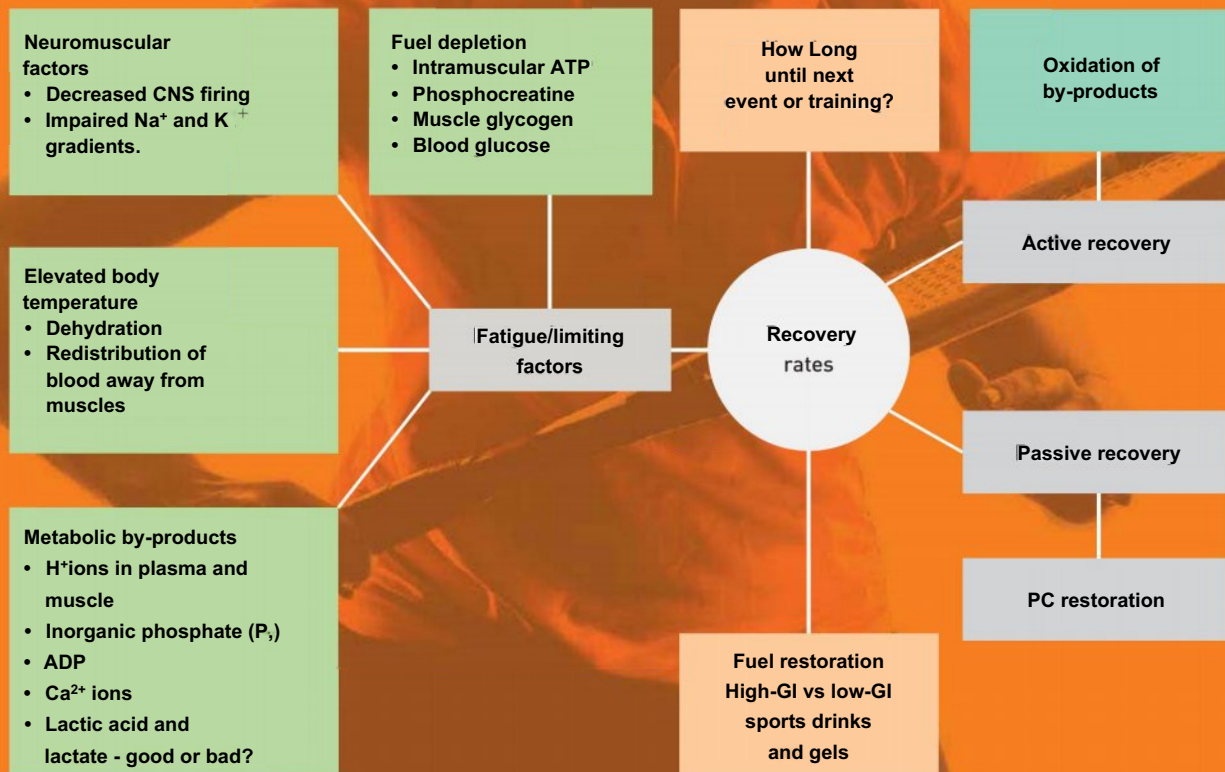 Neuromuscular
factors
• Decreased CNS firing
• Impaired Na⁺ and K⁺
gradients.
Fuel depletion
• Intramuscular ATP
• Phosphocreatine
• Muscle glycogen
• Blood glucose
How Long
until next
event or training?
Oxidation of
by-products
Active recovery
Elevated body
temperature
• Dehydration
• Redistribution of
blood away from
muscles
Fatigue/limiting
factors
Recovery
rates
Passive recovery
PC restoration
Metabolic by-products
• H⁺ions in plasma and
muscle
• Inorganic phosphate (Pᵢ)
• ADP
• Ca²⁺ ions
• Lactic acid and
lactate - good or bad?
Fuel restoration
High-GI vs low-GI
sports drinks
and gels